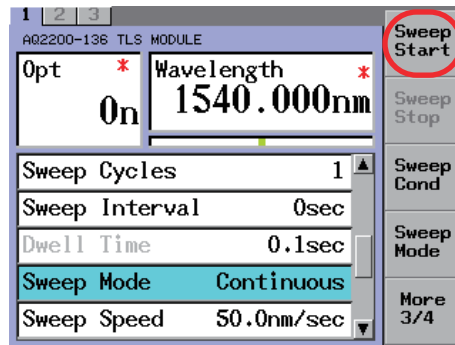 1 2 3
AQ2200-136 TLS MODULE
Opt *
On
Wavelength *
1540.000nm
Sweep Cycles 1
Sweep Interval 0sec
Dwell Time 0.1sec
Sweep Mode Continuous
Sweep Speed 50.0nm/sec
Sweep
Start
Sweep
Stop
Sweep
Cond
Sweep
Mode
More
3/4